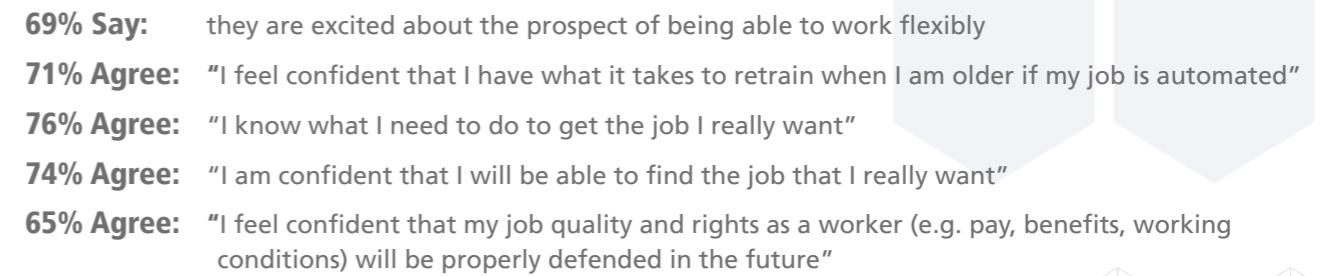 69% Say: they are excited about the prospect of being able to work flexibly
71% Agree: “I feel confident that I have what it takes to retrain when I am older if my job is automated”
76% Agree: “I know what I need to do to get the job I really want”
74% Agree: “I am confident that I will be able to find the job that I really want”
65% Agree: “I feel confident that my job quality and rights as a worker (e.g. pay, benefits, working
conditions) will be properly defended in the future”